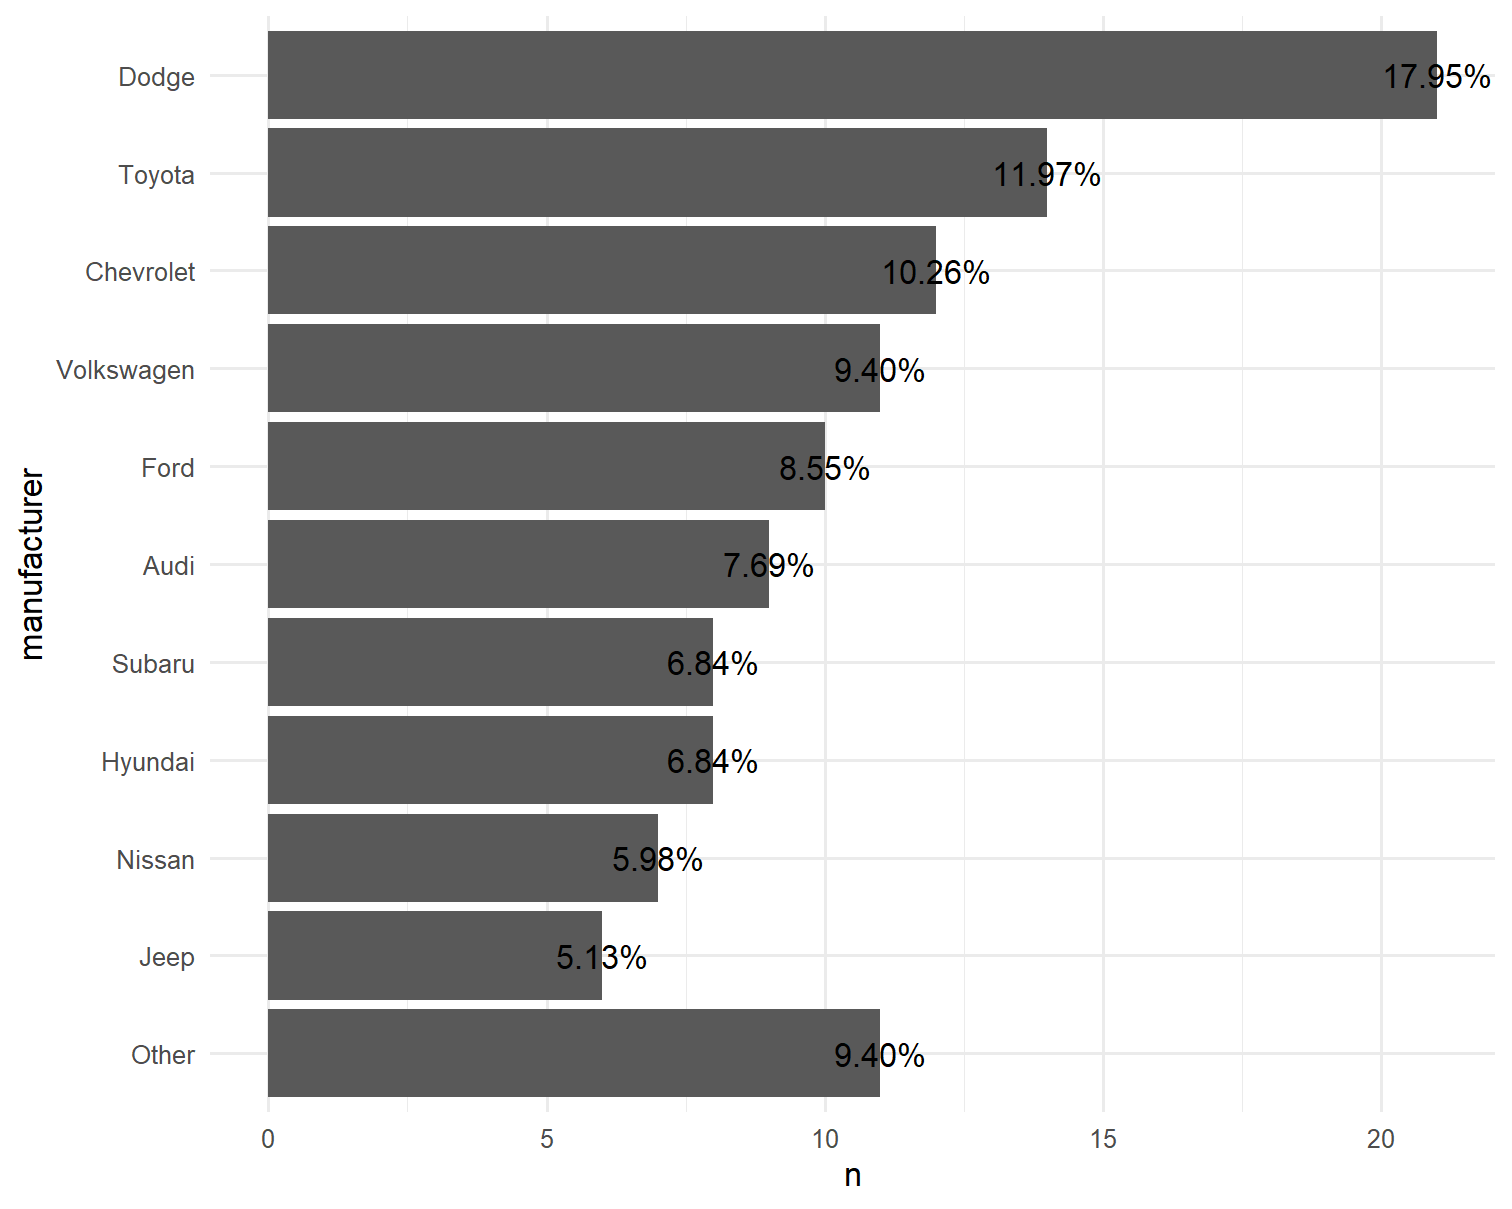 Dodge 17.95%
Toyota 11.97%
Chevrolet 10.26%
Volkswagen 9.40%
Ford 8.55%
Audi 7.69%
Subaru 6.84%
Hyundai 6.84%
Nissan 5.98%
Jeep 5.13%
Other 9.40%
manufacturer
0 5 10 15 20
n